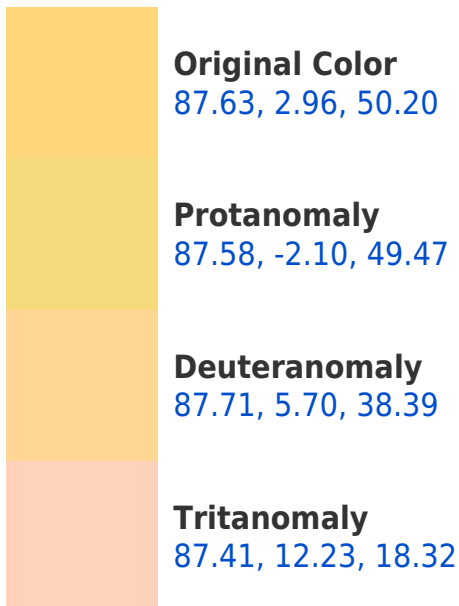 Original Color
87.63, 2.96, 50.20
Protanomaly
87.58, -2.10, 49.47
Deuteranomaly
87.71, 5.70, 38.39
Tritanomaly
87.41, 12.23, 18.32